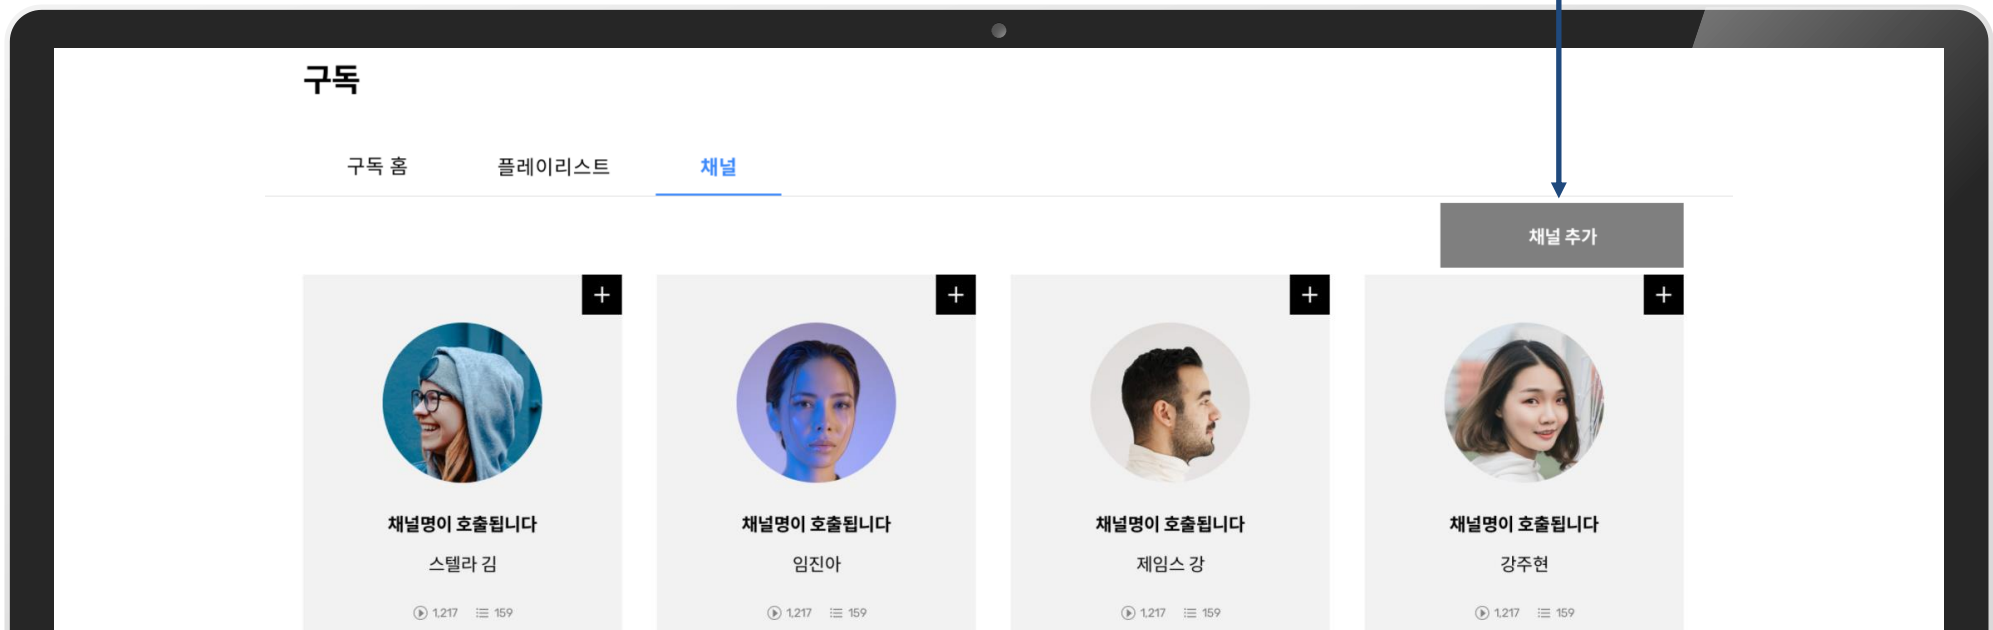 구독
구독 홈 플레이리스트 채널
채널 추가
채널명이 호출됩니다 채널명이 호출됩니다 채널명이 호출됩니다 채널명이 호출됩니다
스텔라 김 임진아 제임스 강 강주현
1,217 159 1,217 159 1,217 159 1,217 159